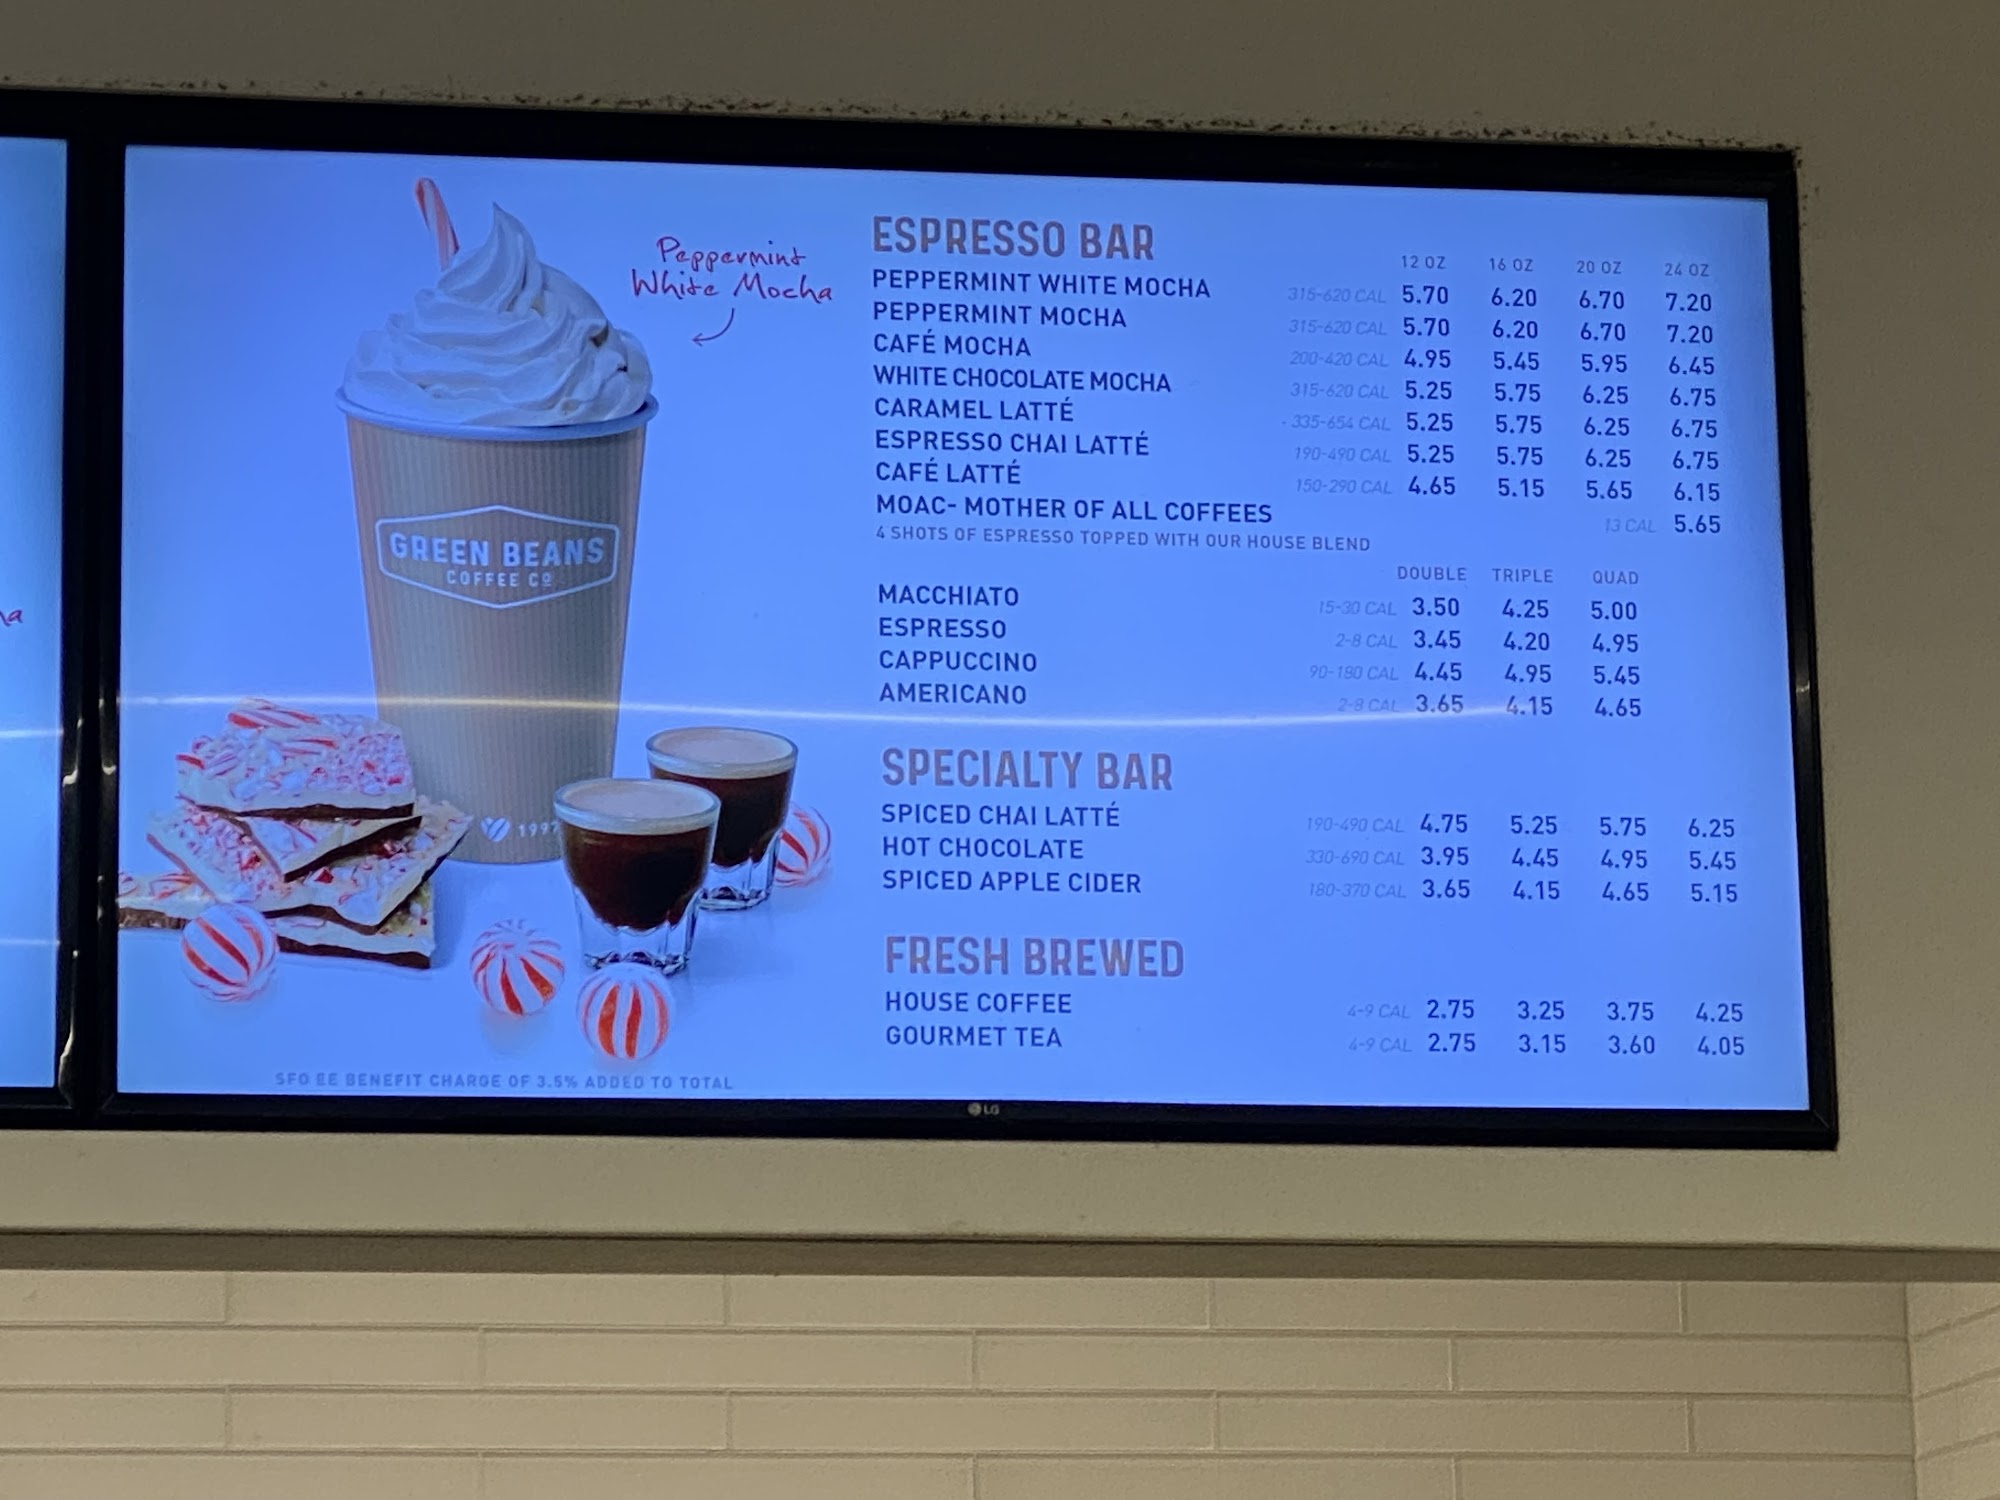 Peppermint
White Mocha
GREEN BEANS
COFFEE Cº
1997
SFO EE BENEFIT CHARGE OF 3.5% ADDED TO TOTAL
ESPRESSO BAR
12 OZ 16 OZ 20 OZ 24 OZ
PEPPERMINT WHITE MOCHA 315-620 CAL 5.70 6.20 6.70 7.20
PEPPERMINT MOCHA 315-620 CAL 5.70 6.20 6.70 7.20
CAFÉ MOCHA 200-420 CAL 4.95 5.45 5.95 6.45
WHITE CHOCOLATE MOCHA 315-620 CAL 5.25 5.75 6.25 6.75
CARAMEL LATTÉ 335-654 CAL 5.25 5.75 6.25 6.75
ESPRESSO CHAI LATTÉ 190-490 CAL 5.25 5.75 6.25 6.75
CAFÉ LATTÉ 150-290 CAL 4.65 5.15 5.65 6.15
MOAC- MOTHER OF ALL COFFEES 13 CAL 5.65
4 SHOTS OF ESPRESSO TOPPED WITH OUR HOUSE BLEND
DOUBLE TRIPLE QUAD
MACCHIATO 15-30 CAL 3.50 4.25 5.00
ESPRESSO 2-8 CAL 3.45 4.20 4.95
CAPPUCCINO 90-180 CAL 4.45 4.95 5.45
AMERICANO 2-8 CAL 3.65 4.15 4.65
SPECIALTY BAR
SPICED CHAI LATTÉ 190-490 CAL 4.75 5.25 5.75 6.25
HOT CHOCOLATE 330-690 CAL 3.95 4.45 4.95 5.45
SPICED APPLE CIDER 180-370 CAL 3.65 4.15 4.65 5.15
FRESH BREWED
HOUSE COFFEE 4-9 CAL 2.75 3.25 3.75 4.25
GOURMET TEA 4-9 CAL 2.75 3.15 3.60 4.05
LG